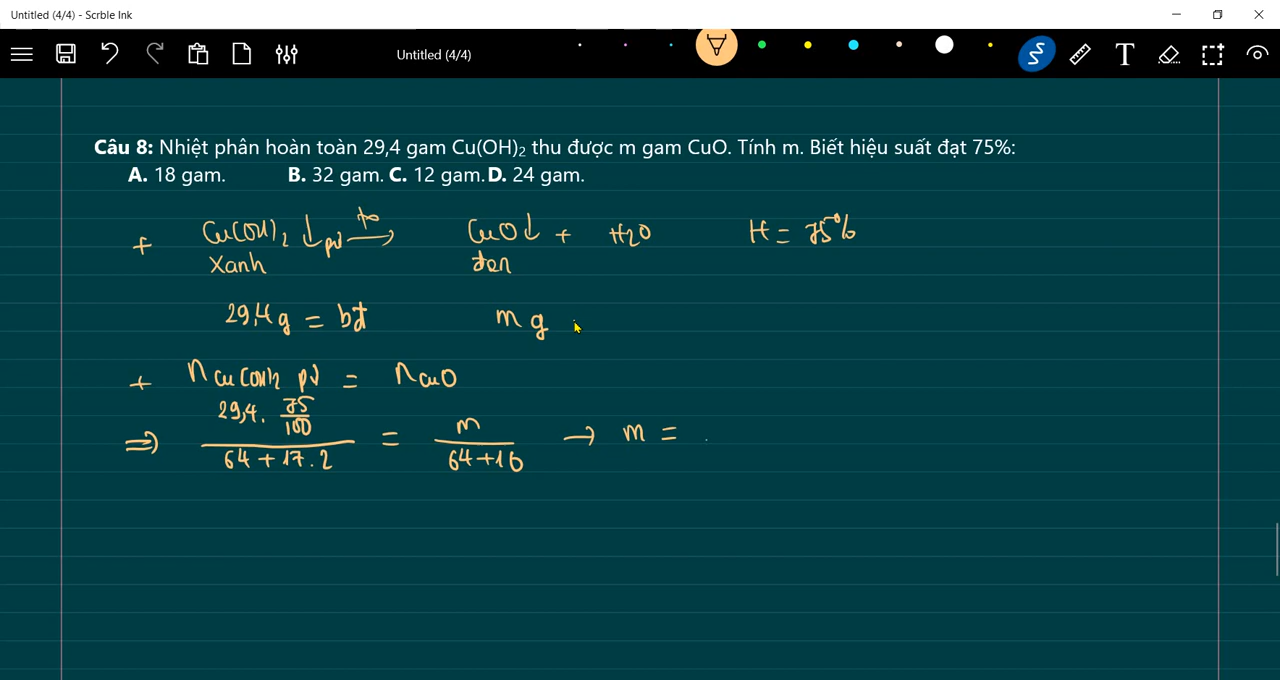 Untitled (4/4) - Scrble Ink
Untitled (4/4)
T
Câu 8: Nhiệt phân hoàn toàn 29,4 gam Cu(OH)₂ thu được m gam CuO. Tính m. Biết hiệu suất đạt 75%:
A. 18 gam. B. 32 gam. C. 12 gam. D. 24 gam.
+ Cu(OH)₂ ↓ pứ —t°→ CuO ↓ + H₂O H = 75%
Xanh đen
29,4 g = bđ m g
+ n Cu(OH)₂ pứ = n CuO
⇒ (29,4 . 75/100) / (64 + 17 . 2) = m / (64 + 16) → m =